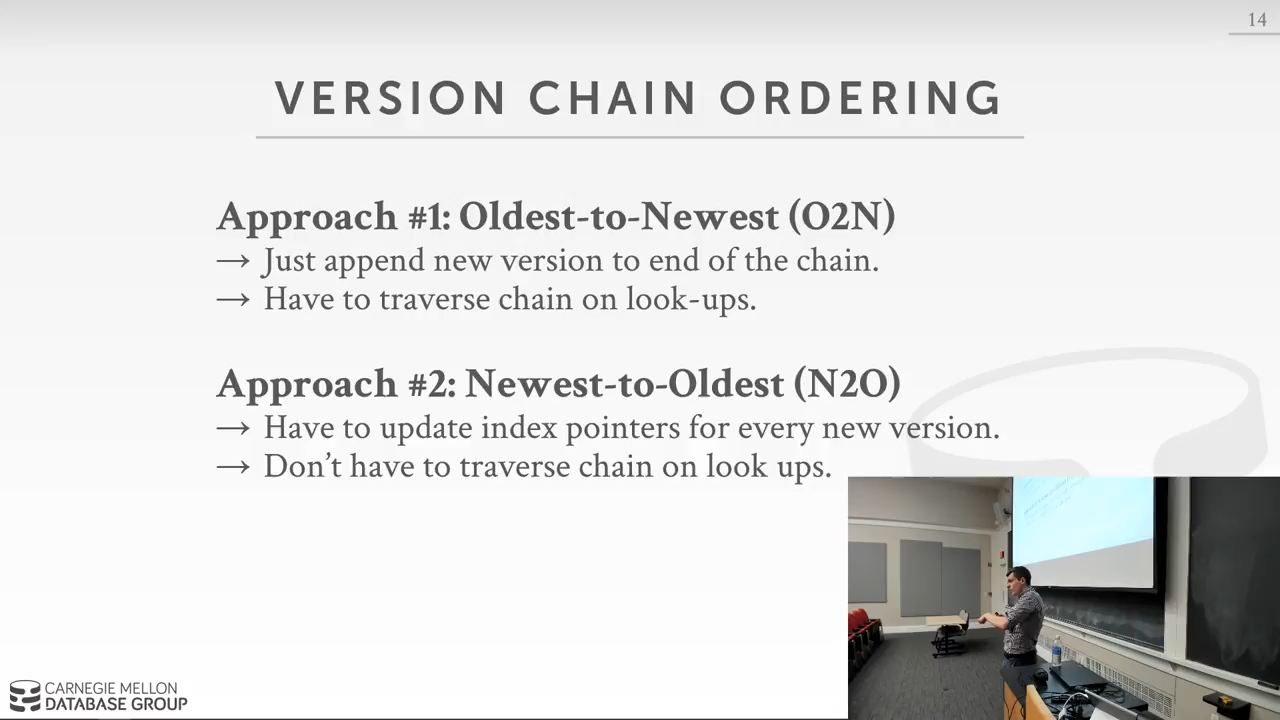 14
VERSION CHAIN ORDERING
Approach #1: Oldest-to-Newest (O2N)
→ Just append new version to end of the chain.
→ Have to traverse chain on look-ups.
Approach #2: Newest-to-Oldest (N2O)
→ Have to update index pointers for every new version.
→ Don't have to traverse chain on look ups.
CARNEGIE MELLON
DATABASE GROUP